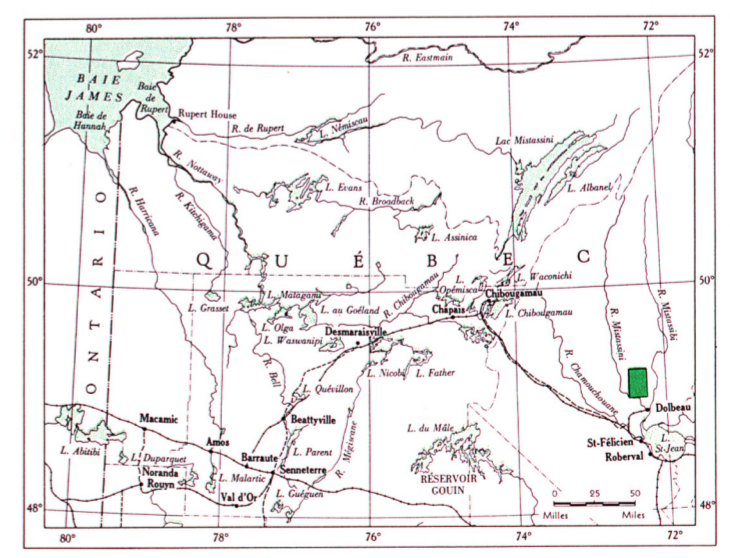 80° 78° 76° 74° 72°
52° 52°
R. Eastmain
BAIE
JAMES
Baie
de
Rupert
Baie de
Hannah
Rupert House
R. de Rupert
L. Némiscau
Lac Mistassini
R. Nottaway
L. Albanel
L. Evans
R. Broadback
R. Harricana
R. Kitchigama
L. Assinica
ONTARIO
QUÉBEC
50° 50°
L. Waconichi
L. Opémisca
Chibougamau
L. Matagami
L. Grasset
L. au Goéland
R. Chibougamau
Chapais
L. Chibougamau
L. Olga
L. Waswanipi
Desmaraisville
R. Mistassini
R. Mistassibi
R. Chamouchouane
R. Bell
L. Nicobi
L. Father
L. Quévillon
Dolbeau
Macamic
Beattyville
R. Mégiscane
L. du Mâle
St-Félicien
L. St-Jean
Roberval
Amos
L. Abitibi
L. Duparquet
Barraute
L. Parent
Senneterre
RÉSERVOIR
GOUIN
Noranda
Rouyn
L. Malartic
Val d'Or
L. Guéguen
48° 48°
0 25 50
Milles Miles
80° 78° 76° 74° 72°